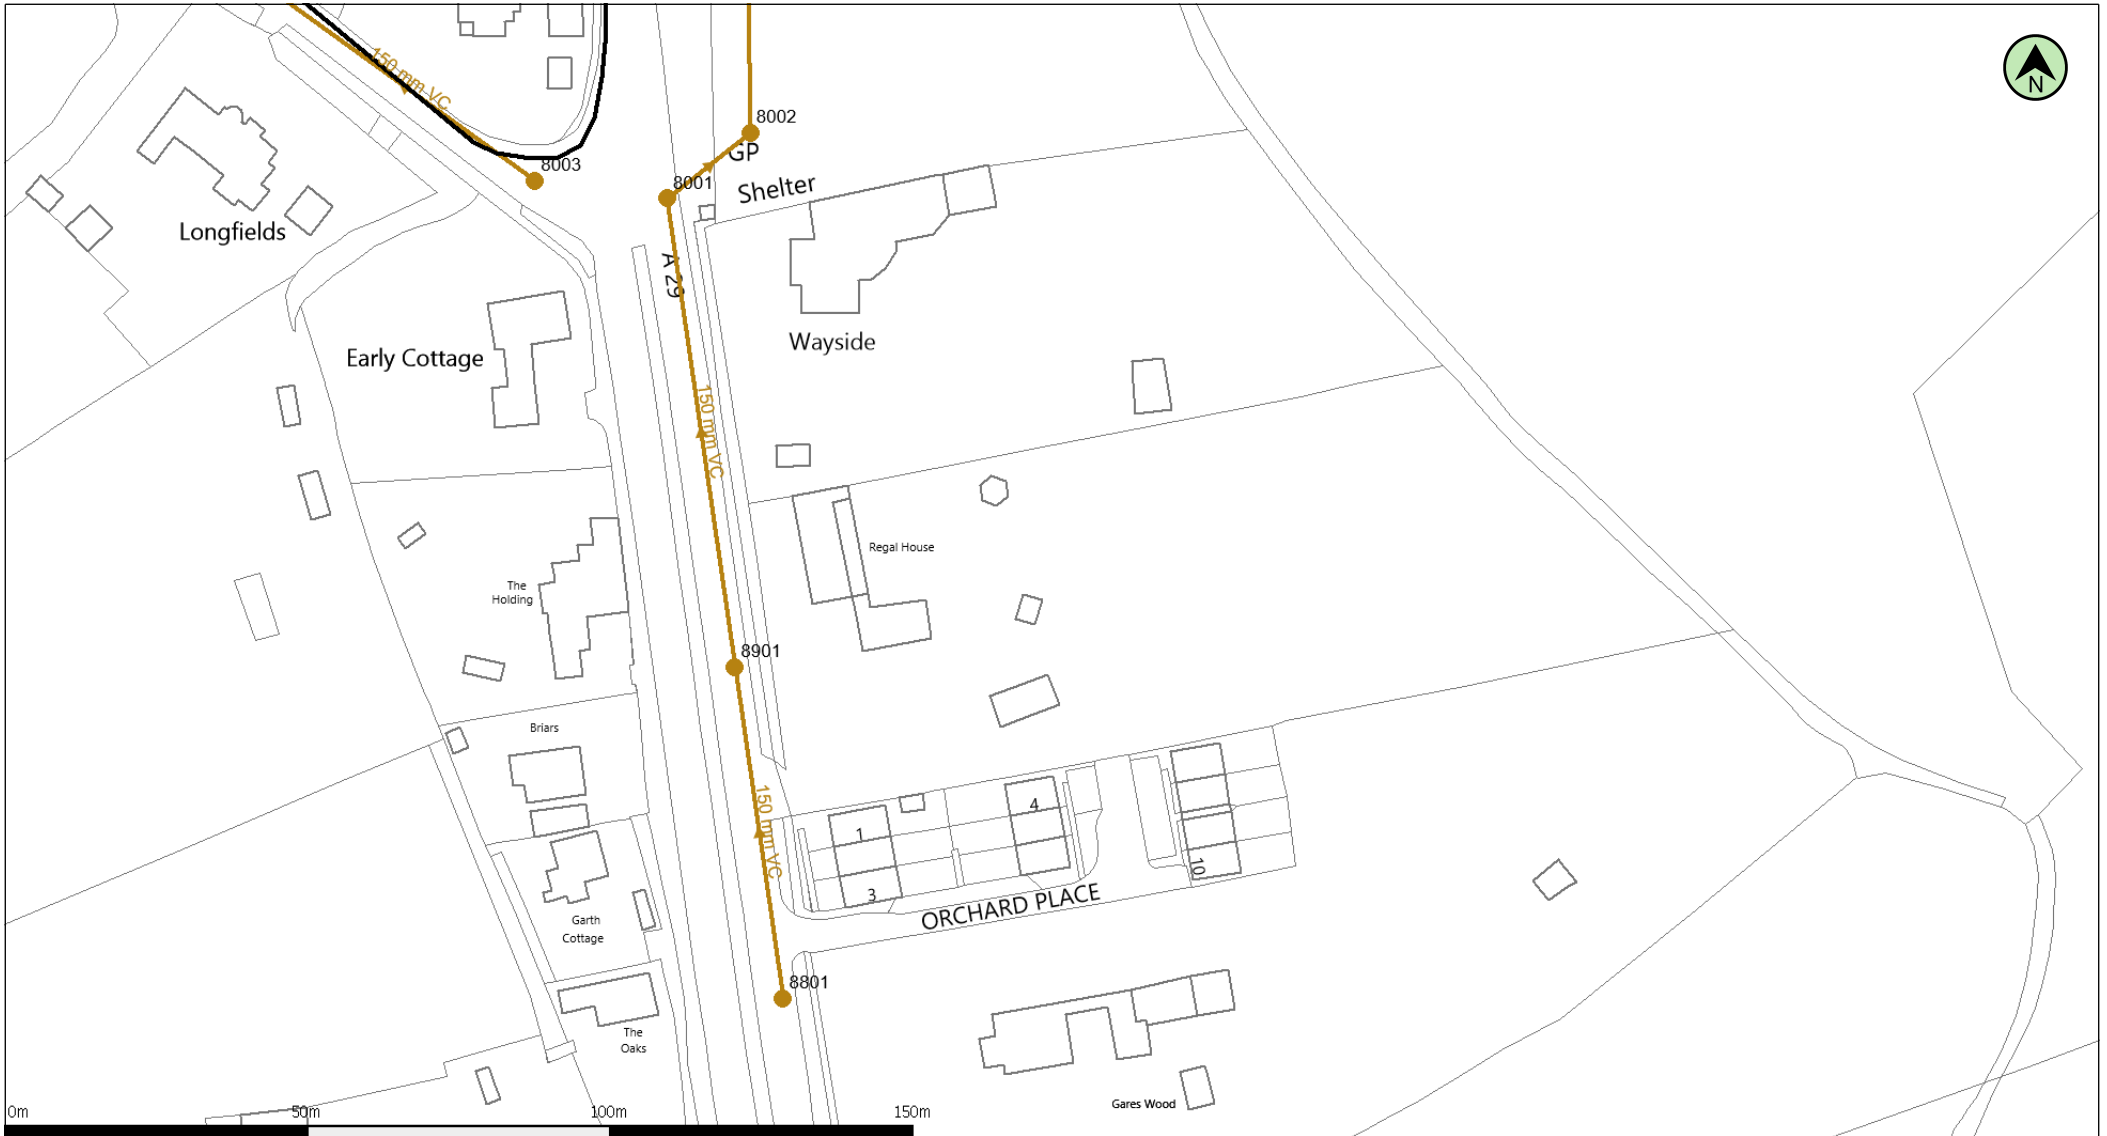 150 mm VC
N
8002
GP
8003
8001
Shelter
Longfields
A 29
Wayside
Early Cottage
150 mm VC
Regal House
The
Holding
8901
Briars
150 mm VC
4
1
10
3
ORCHARD PLACE
Garth
Cottage
8801
The
Oaks
Gares Wood
0m
50m
100m
150m